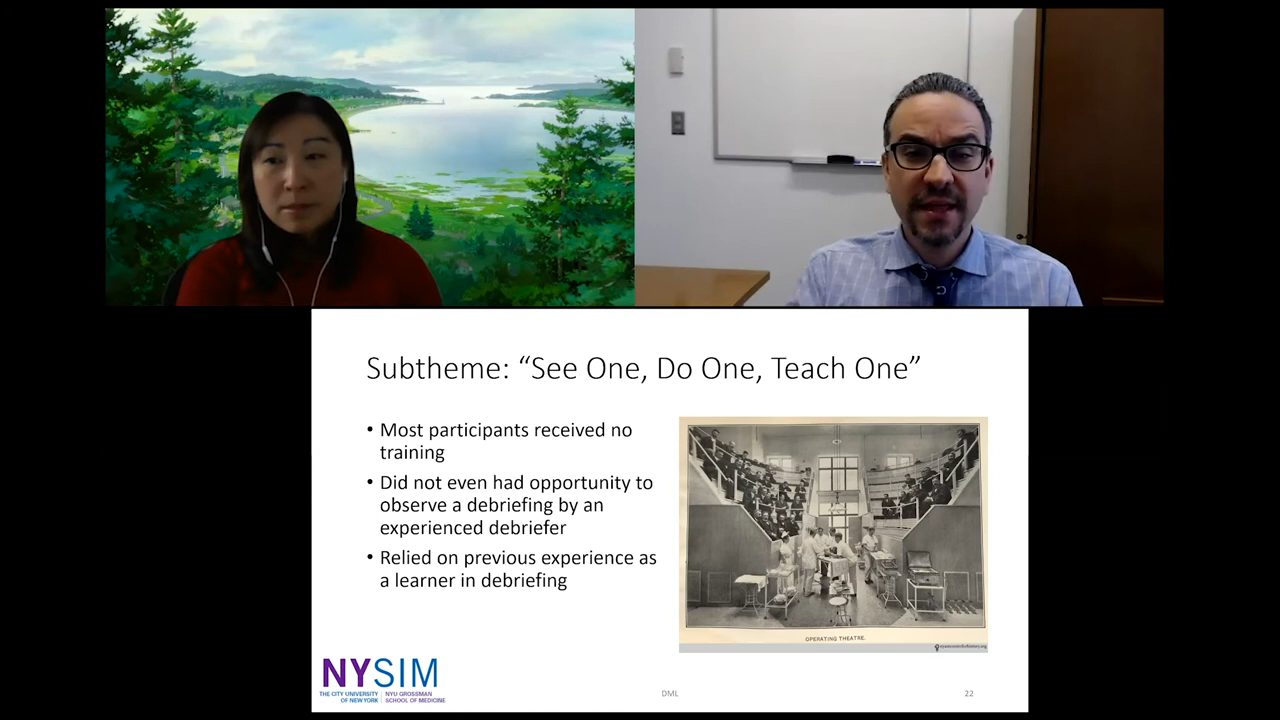 Subtheme: “See One, Do One, Teach One”
• Most participants received no
training
• Did not even had opportunity to
observe a debriefing by an
experienced debriefer
• Relied on previous experience as
a learner in debriefing
OPERATING THEATRE.
NYSIM
THE CITY UNIVERSITY
OF NEW YORK
NYU GROSSMAN
SCHOOL OF MEDICINE
DML
22